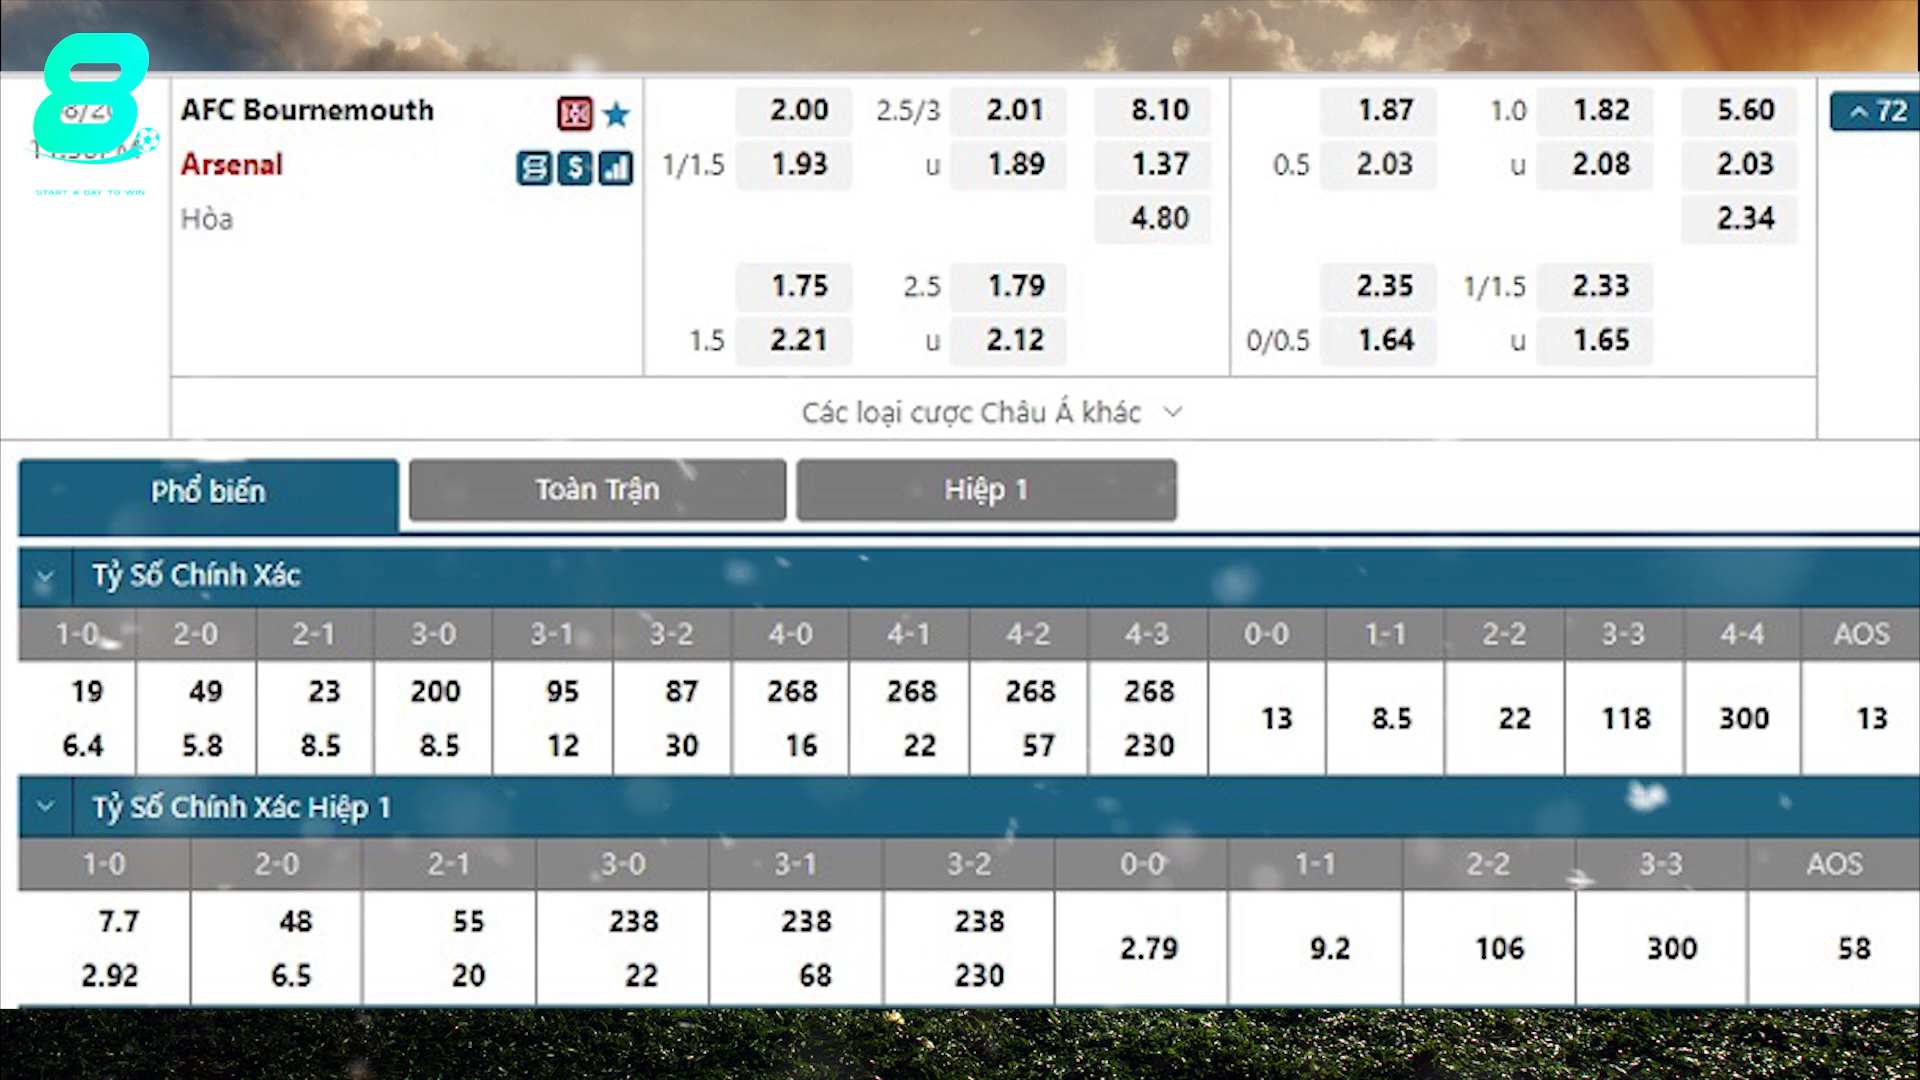 8
START A DAY TO WIN
AFC Bournemouth 2.00 2.5/3 2.01 8.10 1.87 1.0 1.82 5.60 72
Arsenal 1/1.5 1.93 u 1.89 1.37 0.5 2.03 u 2.08 2.03
Hòa 4.80 2.34
1.75 2.5 1.79 2.35 1/1.5 2.33
1.5 2.21 u 2.12 0/0.5 1.64 u 1.65
Các loại cược Châu Á khác
Phổ biến Toàn Trận Hiệp 1
Tỷ Số Chính Xác
1-0 2-0 2-1 3-0 3-1 3-2 4-0 4-1 4-2 4-3 0-0 1-1 2-2 3-3 4-4 AOS
19 49 23 200 95 87 268 268 268 268
13 8.5 22 118 300 13
6.4 5.8 8.5 8.5 12 30 16 22 57 230
Tỷ Số Chính Xác Hiệp 1
1-0 2-0 2-1 3-0 3-1 3-2 0-0 1-1 2-2 3-3 AOS
7.7 48 55 238 238 238
2.79 9.2 106 300 58
2.92 6.5 20 22 68 230